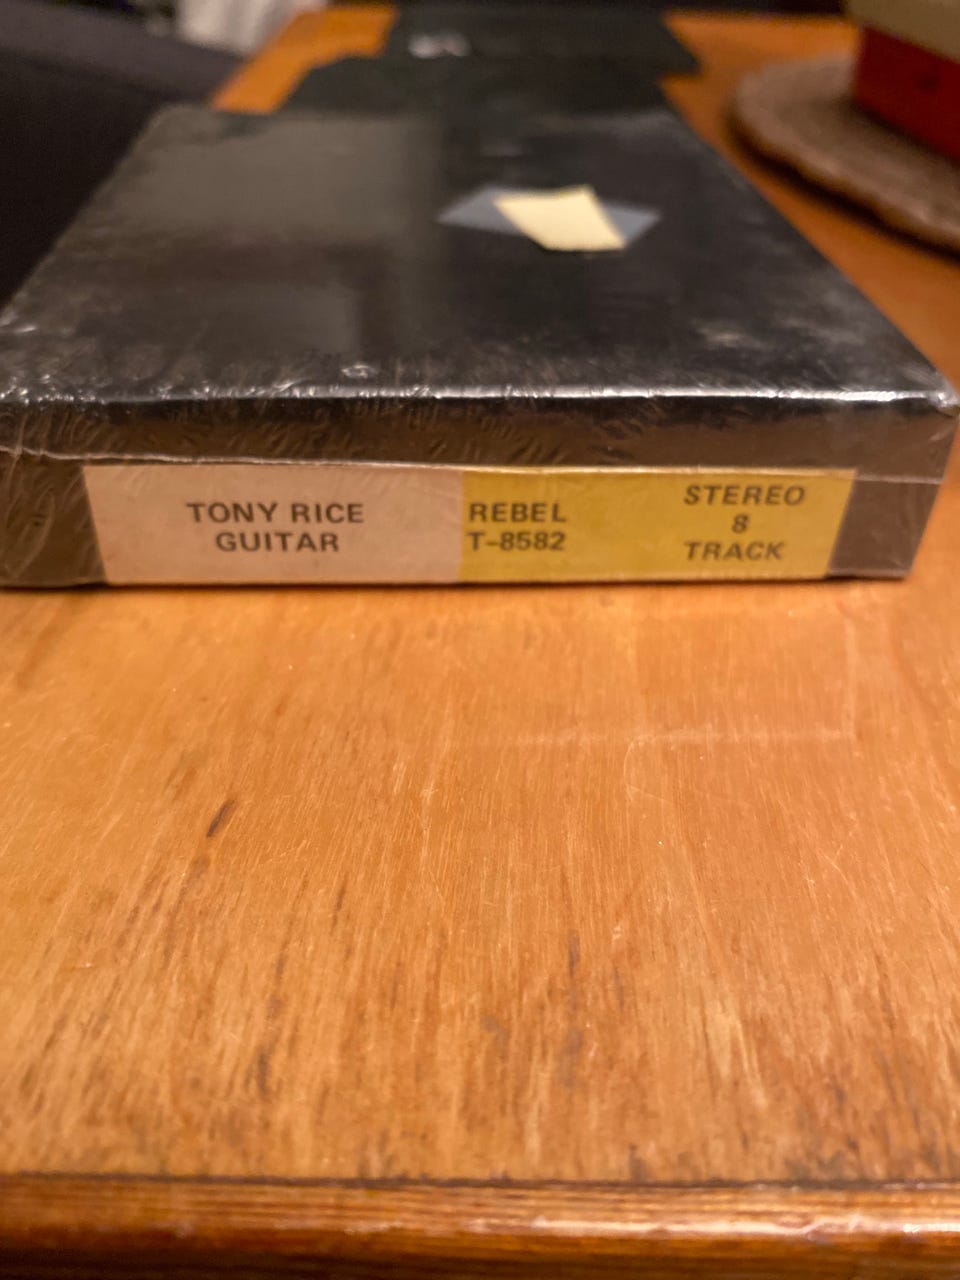 TONY RICE
GUITAR
REBEL
T-8582
STEREO
8
TRACK